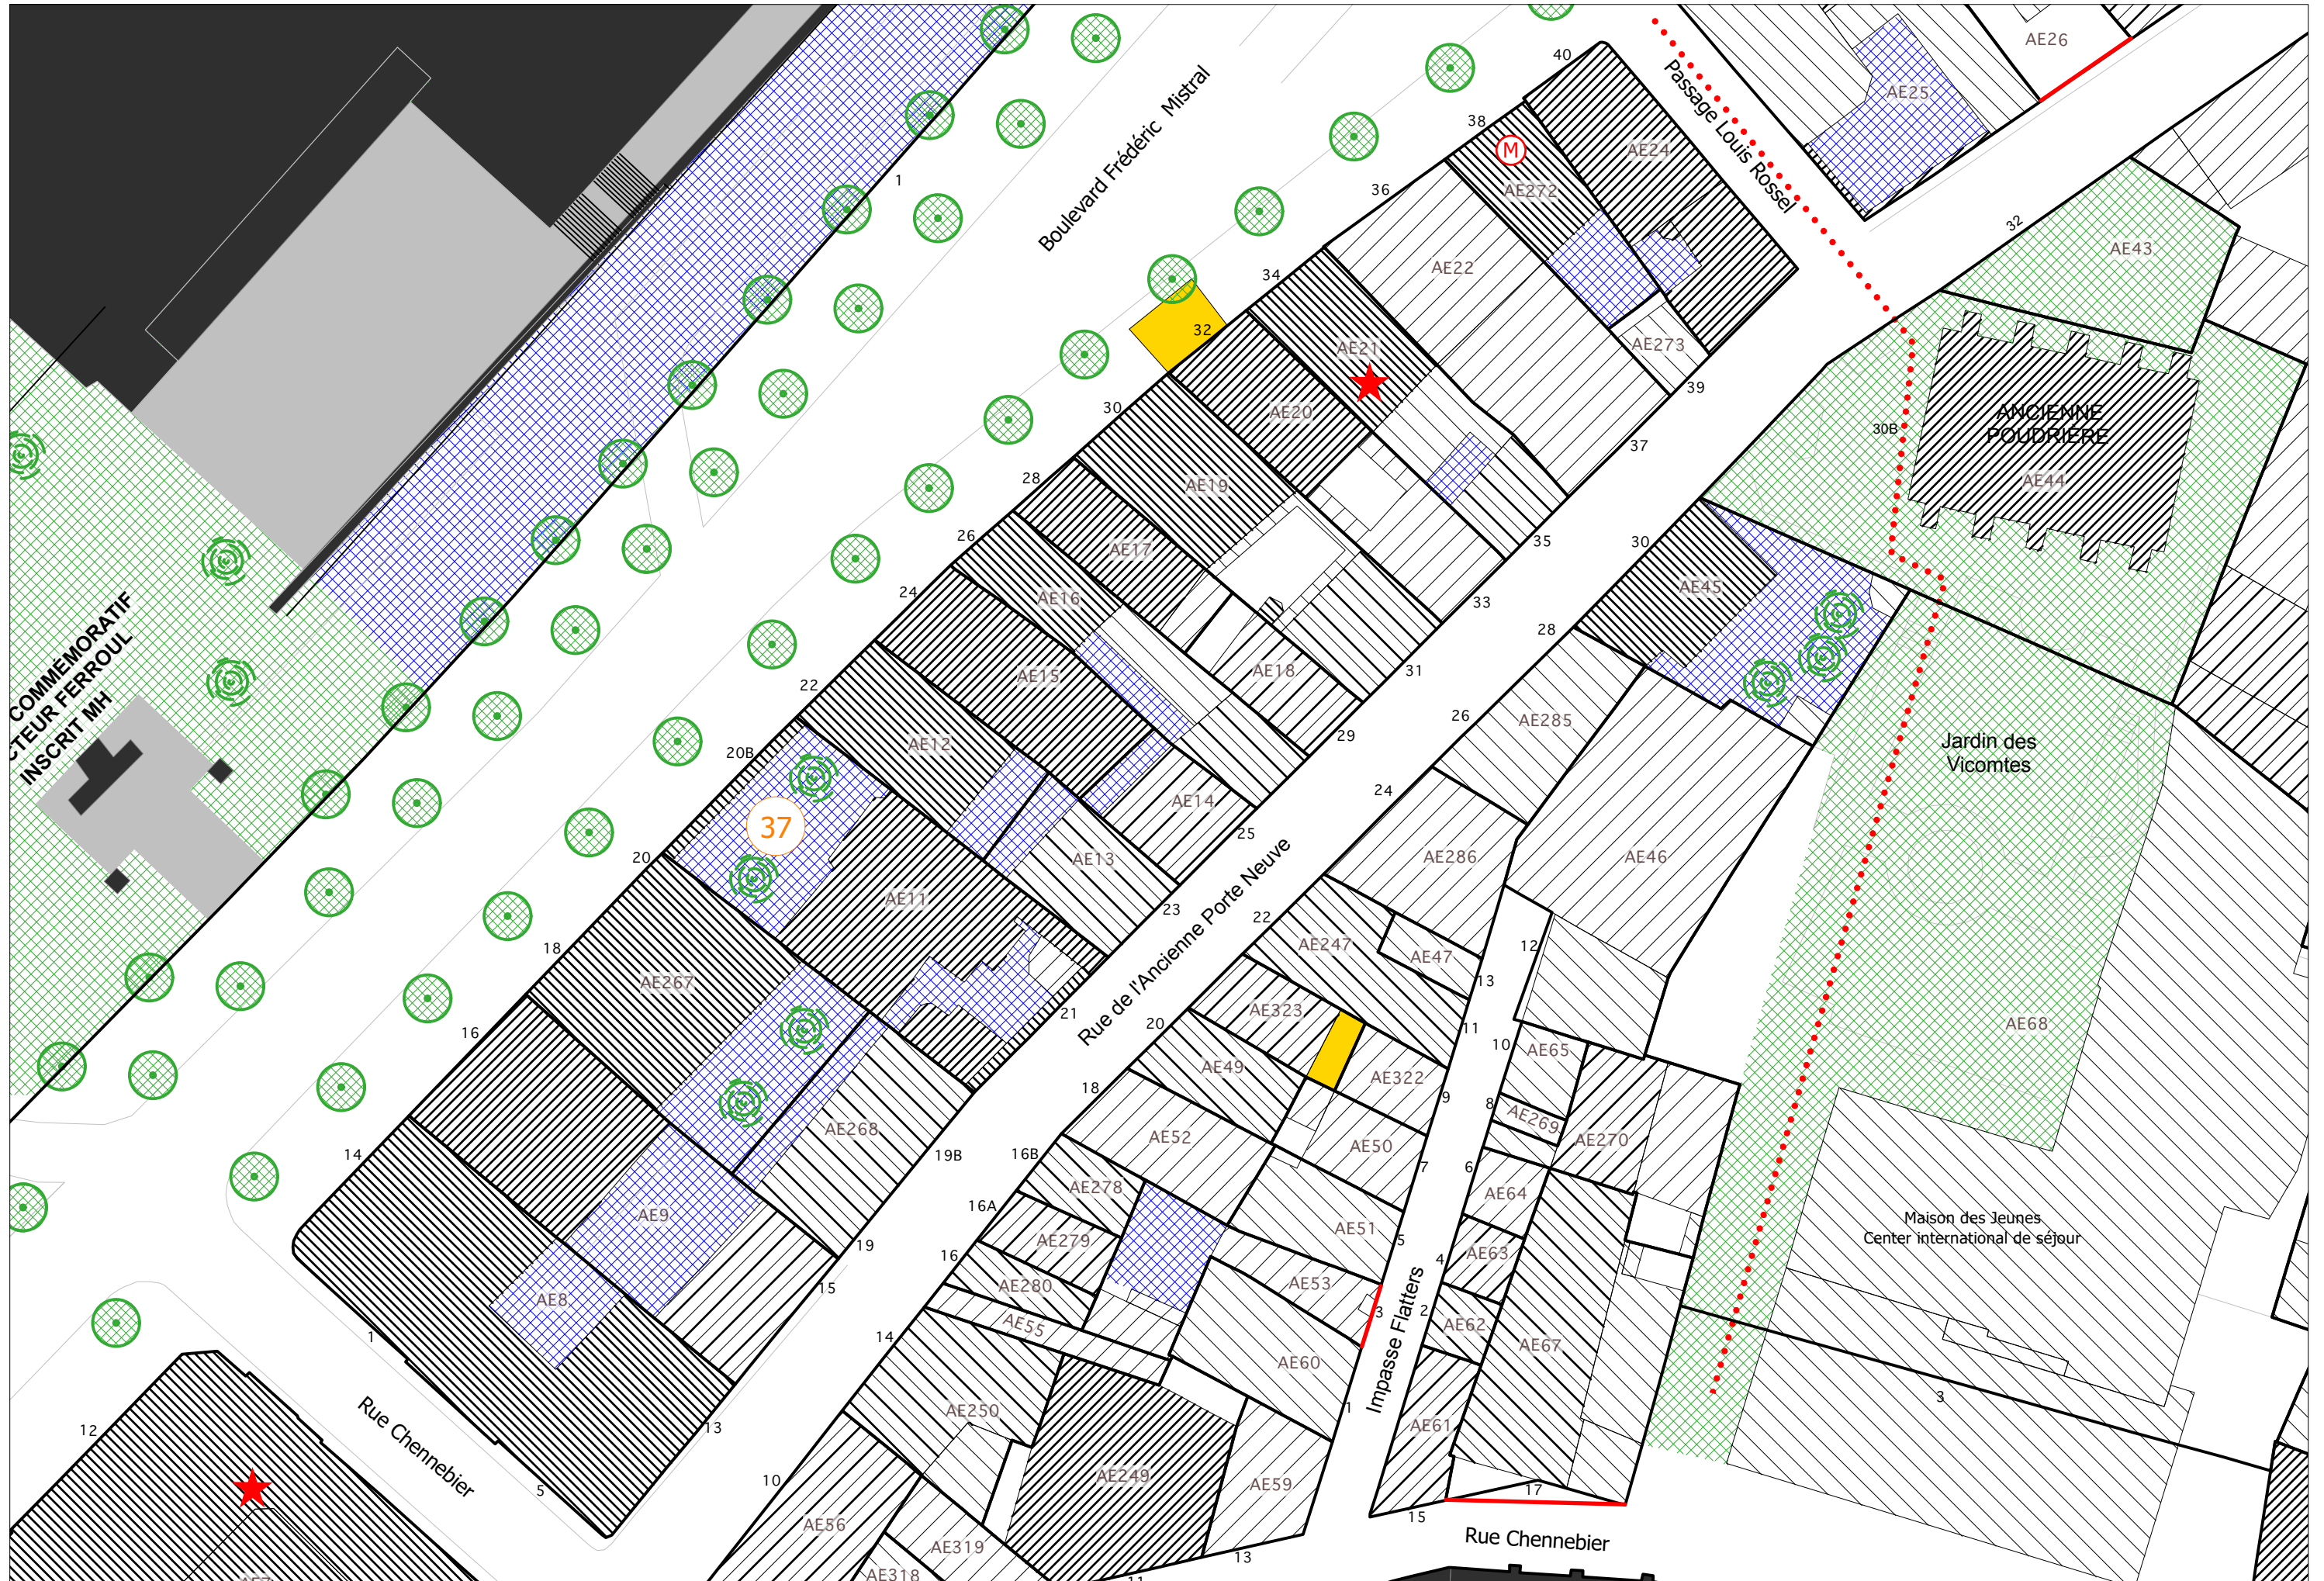 Boulevard Frédéric Mistral
Passage Louis Rossel
Rue de l'Ancienne Porte Neuve
Impasse Flatters
Rue Chennebier
Rue Chennebier
COMMÉMORATIF
CTEUR FERROUL
INSCRIT MH
ANCIENNE
POUDRIERE
Jardin des
Vicomtes
Maison des Jeunes
Center international de séjour
M
37
AE26
AE25
AE24
AE272
AE43
AE22
AE273
AE21
AE20
AE44
AE19
AE17
AE45
AE16
AE18
AE15
AE285
AE12
AE14
AE13
AE286
AE46
AE11
AE247
AE47
AE267
AE323
AE68
AE65
AE49
AE322
AE269
AE268
AE52
AE50
AE270
AE278
AE64
AE9
AE279
AE51
AE63
AE280
AE53
AE8
AE55
AE62
AE67
AE60
AE250
AE61
AE249
AE59
AE56
AE319
AE318
AE7
1
40
38
36
34
32
30
28
26
24
22
20B
20
18
16
14
1
5
12
32
30B
39
37
35
33
31
29
25
23
21
19B
19
15
13
30
28
26
24
22
20
18
16B
16A
16
14
10
12
13
11
10
9
8
7
6
5
4
3
2
1
17
15
13
11
3